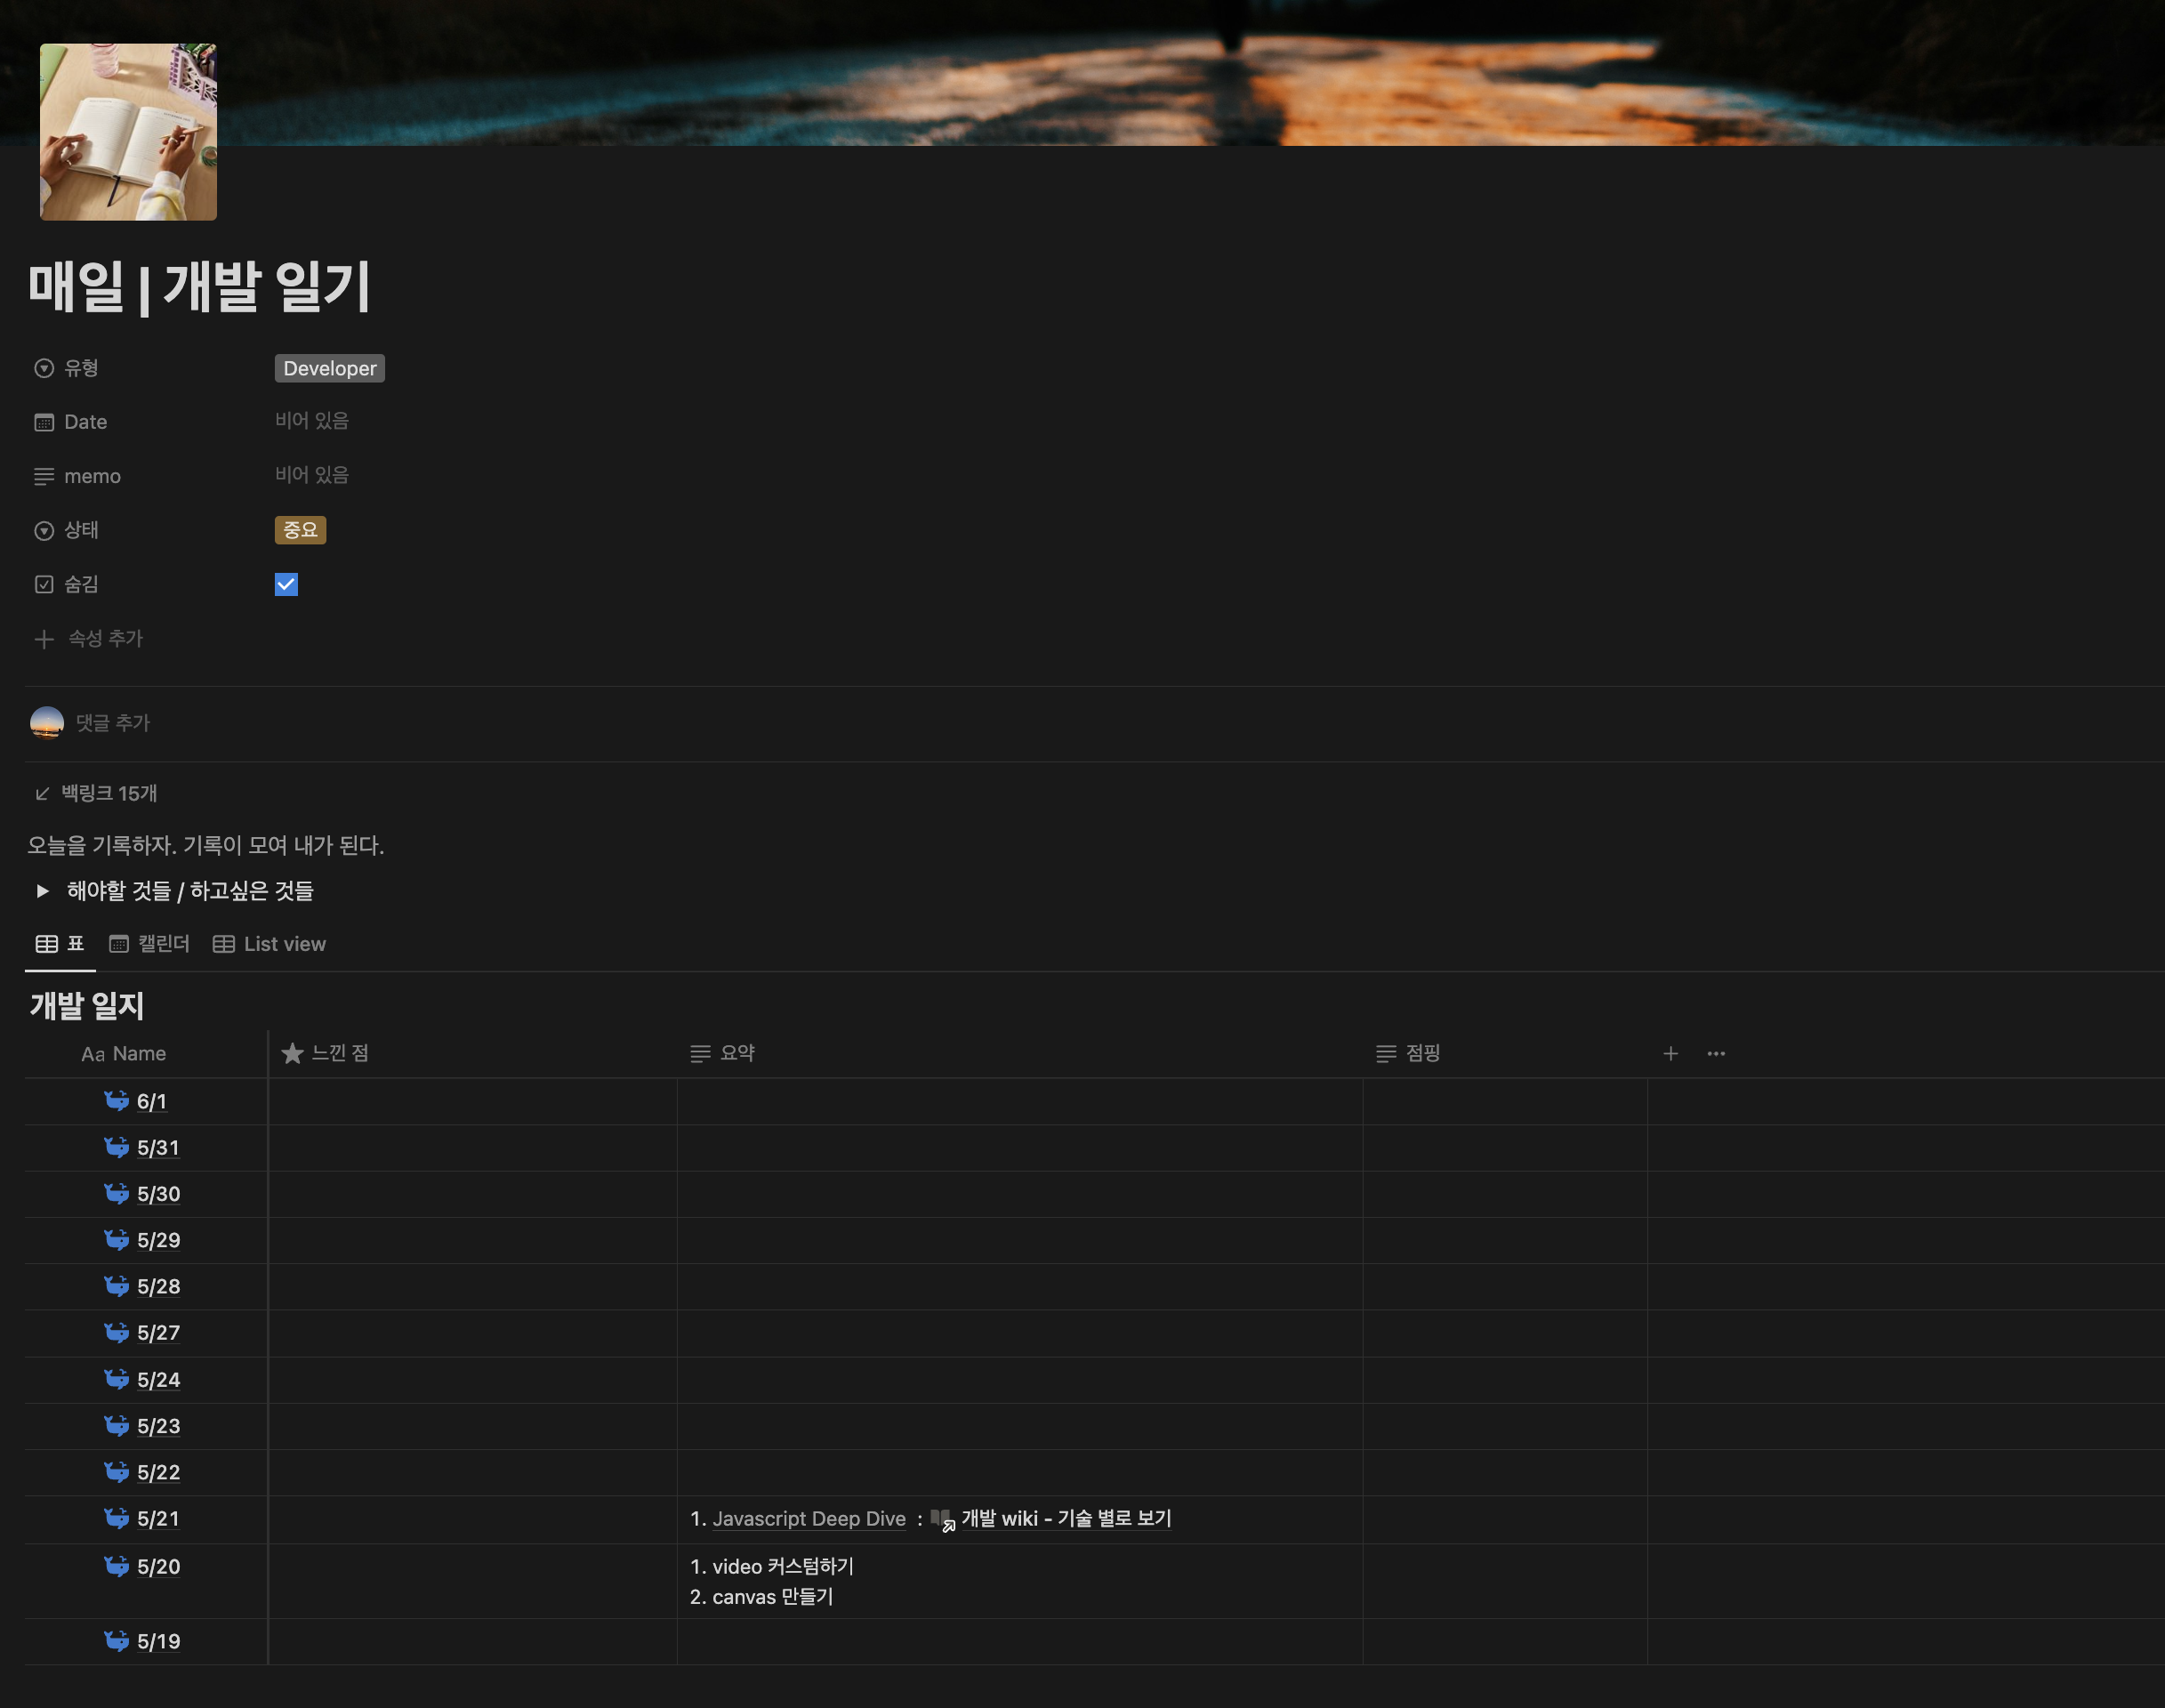 매일 | 개발 일기
유형 Developer
Date 비어 있음
memo 비어 있음
상태 중요
숨김
속성 추가
댓글 추가
백링크 15개
오늘을 기록하자. 기록이 모여 내가 된다.
해야할 것들 / 하고싶은 것들
표 캘린더 List view
개발 일지
Aa Name 느낀 점 요약 점핑
6/1
5/31
5/30
5/29
5/28
5/27
5/24
5/23
5/22
5/21 1. Javascript Deep Dive : 개발 wiki - 기술 별로 보기
5/20 1. video 커스텀하기
2. canvas 만들기
5/19